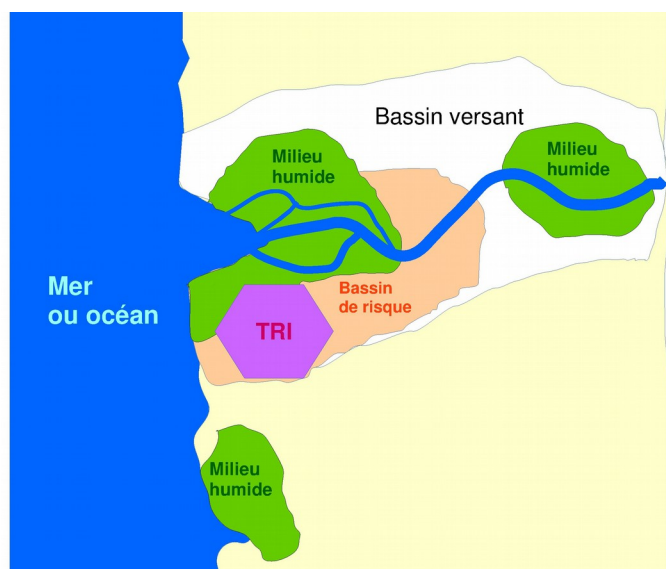 Bassin versant
Milieu
humide
Milieu
humide
Mer
ou océan
Bassin
de risque
TRI
Milieu
humide